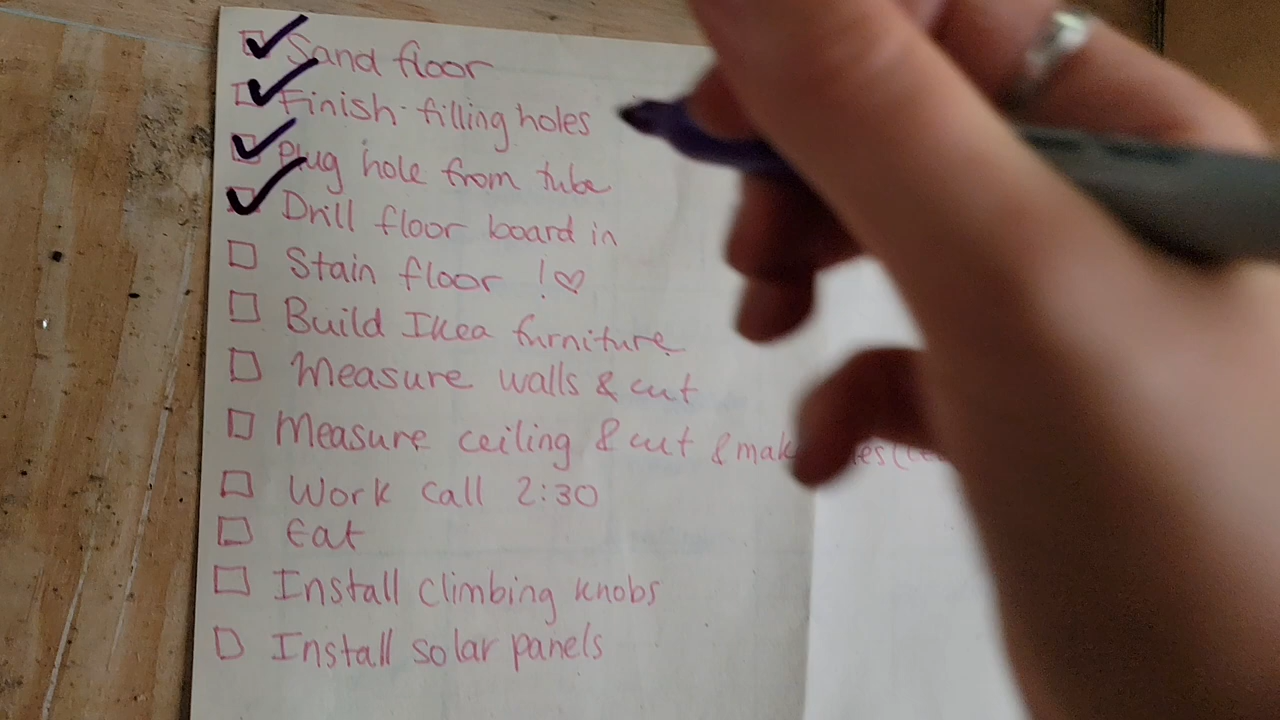 Sand floor
Finish filling holes
Plug hole from tube
Drill floor board in
Stain floor !♡
Build Ikea furniture
Measure walls & cut
Measure ceiling & cut &
Work call 2:30
Eat
Install climbing knobs
Install solar panels